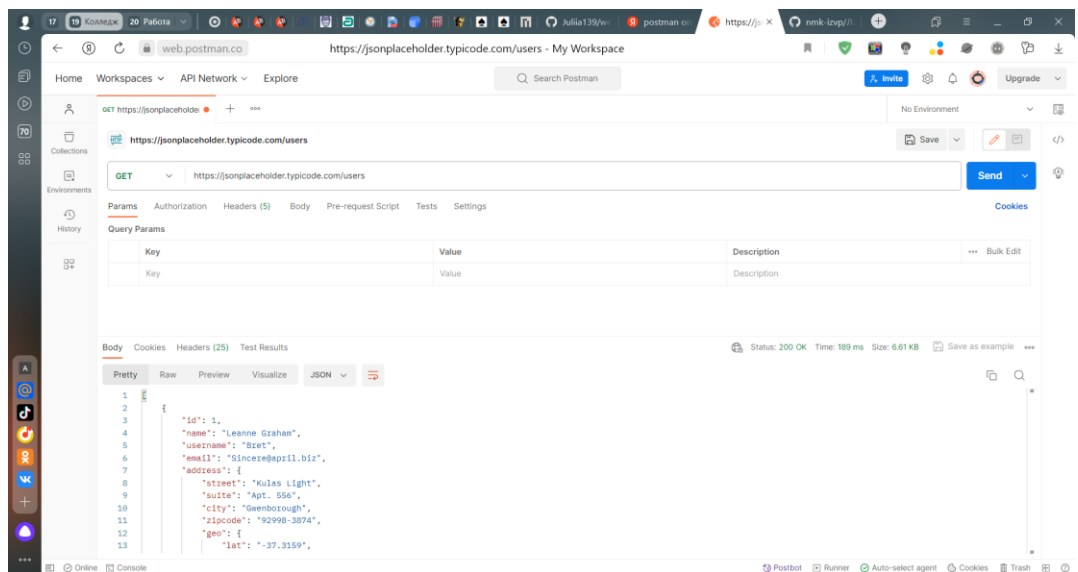 17 19 Колледж 20 Работа Juliia139/wo postman on https://js nmk-izvp/Ju
web.postman.co https://jsonplaceholder.typicode.com/users - My Workspace
Home Workspaces API Network Explore Search Postman Invite Upgrade
GET https://jsonplaceholder No Environment
70
https://jsonplaceholder.typicode.com/users Save
Collections
GET https://jsonplaceholder.typicode.com/users Send
Environments
Params Authorization Headers (5) Body Pre-request Script Tests Settings Cookies
History
Query Params
Key Value Description Bulk Edit
Key Value Description
Body Cookies Headers (25) Test Results Status: 200 OK Time: 189 ms Size: 6.61 KB Save as example
Pretty Raw Preview Visualize JSON
1 [
2 {
3 "id": 1,
4 "name": "Leanne Graham",
5 "username": "Bret",
6 "email": "Sincere@april.biz",
7 "address": {
8 "street": "Kulas Light",
9 "suite": "Apt. 556",
10 "city": "Gwenborough",
11 "zipcode": "92998-3874",
12 "geo": {
13 "lat": "-37.3159",
Online Console Postbot Runner Auto-select agent Cookies Trash